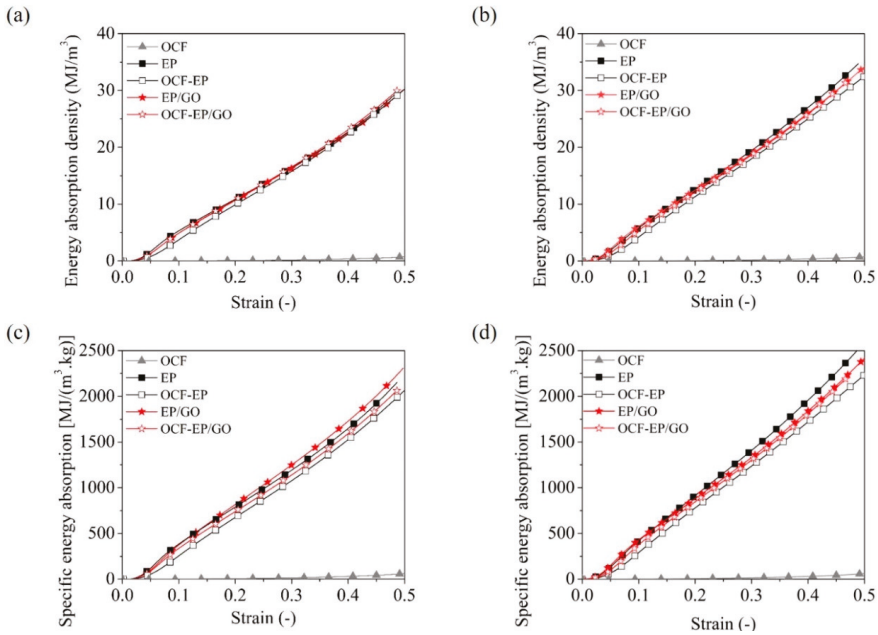 (a)
Energy absorption density (MJ/m³)
40
30
20
10
0
OCF
EP
OCF-EP
EP/GO
OCF-EP/GO
0.0 0.1 0.2 0.3 0.4 0.5
Strain (-)
(b)
Energy absorption density (MJ/m³)
40
30
20
10
0
OCF
EP
OCF-EP
EP/GO
OCF-EP/GO
0.0 0.1 0.2 0.3 0.4 0.5
Strain (-)
(c)
Specific energy absorption [MJ/(m³.kg)]
2500
2000
1500
1000
500
0
OCF
EP
OCF-EP
EP/GO
OCF-EP/GO
0.0 0.1 0.2 0.3 0.4 0.5
Strain (-)
(d)
Specific energy absorption [MJ/(m³.kg)]
2500
2000
1500
1000
500
0
OCF
EP
OCF-EP
EP/GO
OCF-EP/GO
0.0 0.1 0.2 0.3 0.4 0.5
Strain (-)